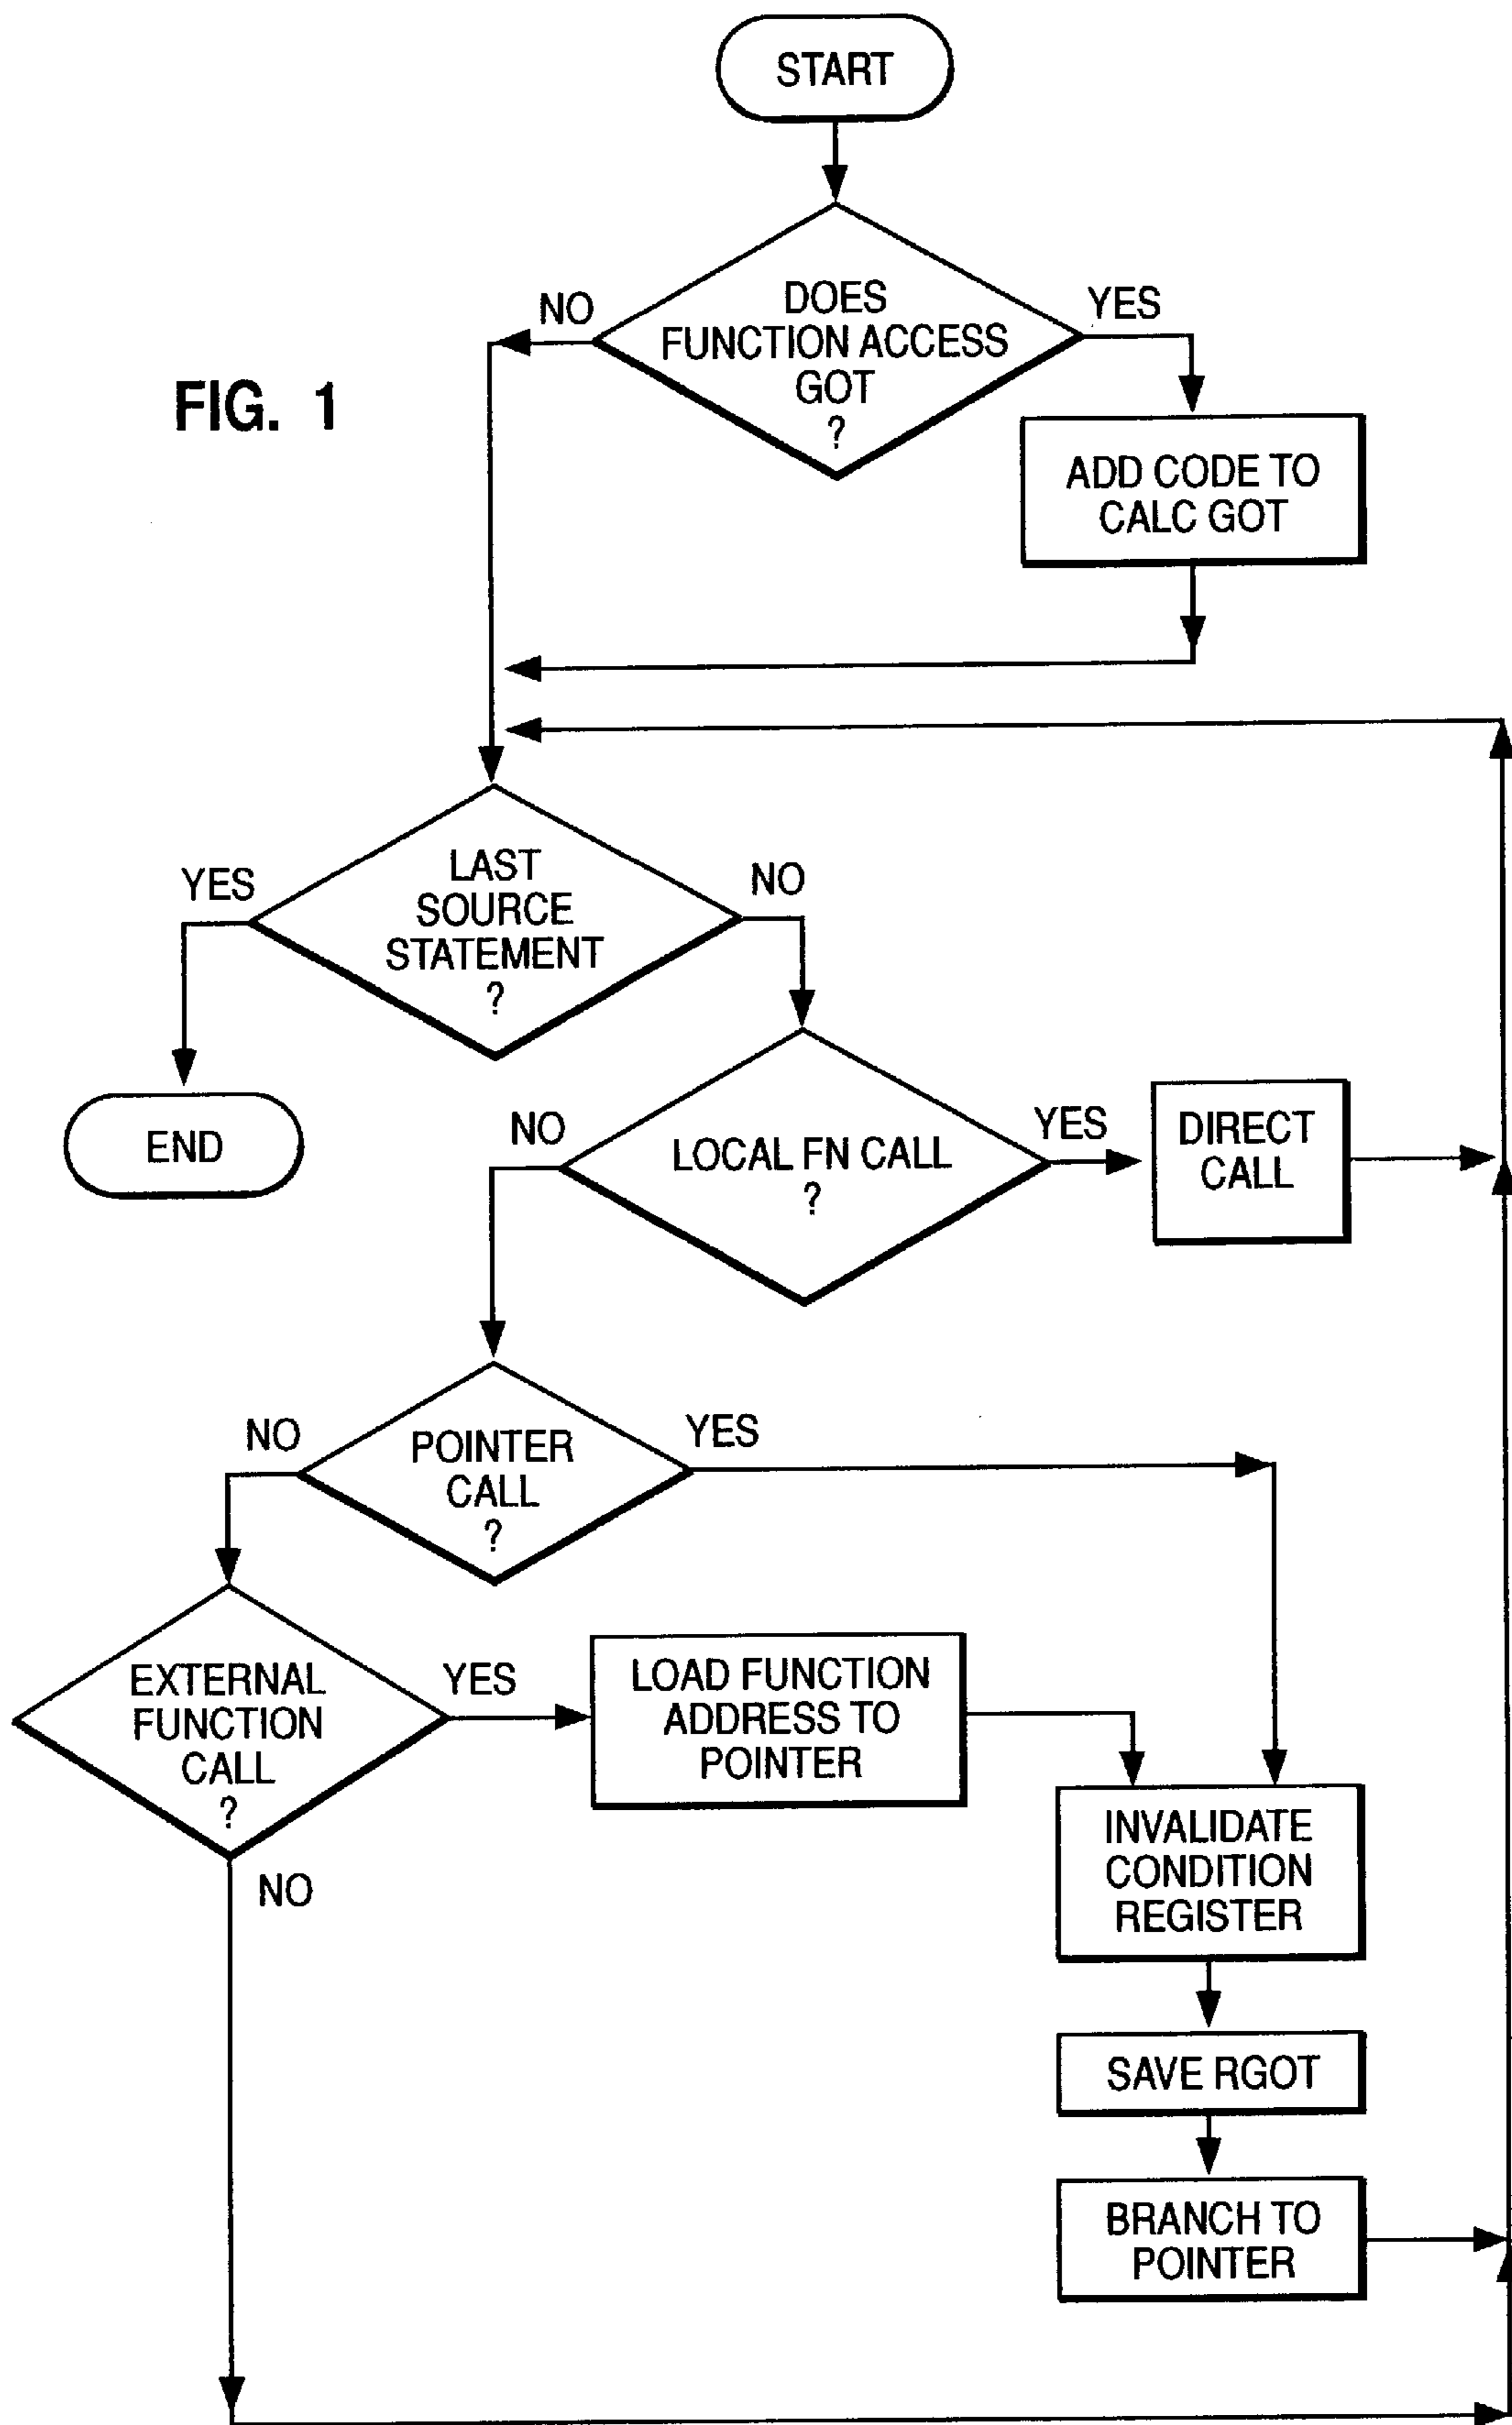 START
DOES
FUNCTION ACCESS
GOT
?
NO
YES
FIG. 1
ADD CODE TO
CALC GOT
LAST
SOURCE
STATEMENT
?
YES
NO
END
LOCAL FN CALL
?
NO
YES
DIRECT
CALL
POINTER
CALL
?
NO
YES
EXTERNAL
FUNCTION
CALL
?
YES
NO
LOAD FUNCTION
ADDRESS TO
POINTER
INVALIDATE
CONDITION
REGISTER
SAVE RGOT
BRANCH TO
POINTER